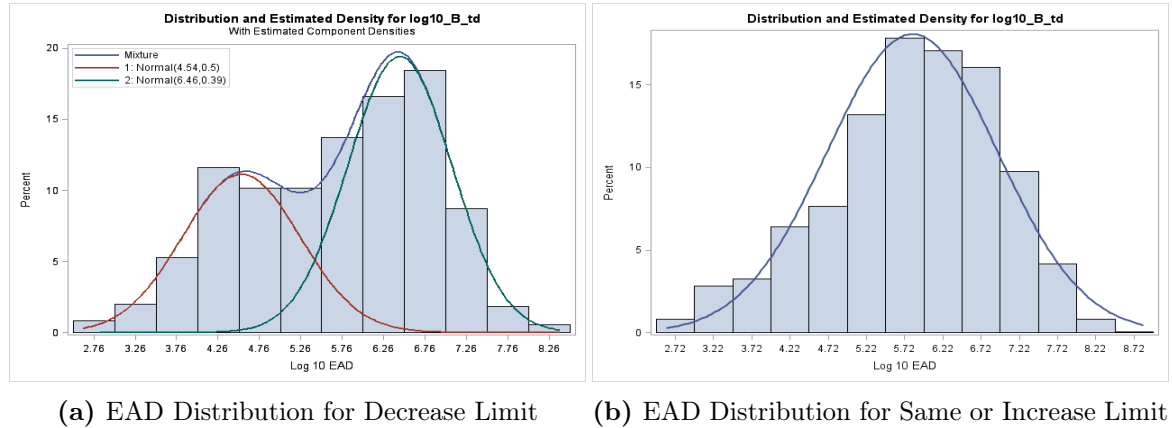 Distribution and Estimated Density for log10_B_td
With Estimated Component Densities
20
15
10
5
0
Percent
Mixture
1: Normal(4.54,0.5)
2: Normal(6.46,0.39)
2.76 3.26 3.76 4.26 4.76 5.26 5.76 6.26 6.76 7.26 7.76 8.26
Log 10 EAD
(a) EAD Distribution for Decrease Limit
Distribution and Estimated Density for log10_B_td
15
10
5
0
Percent
2.72 3.22 3.72 4.22 4.72 5.22 5.72 6.22 6.72 7.22 7.72 8.22 8.72
Log 10 EAD
(b) EAD Distribution for Same or Increase Limit